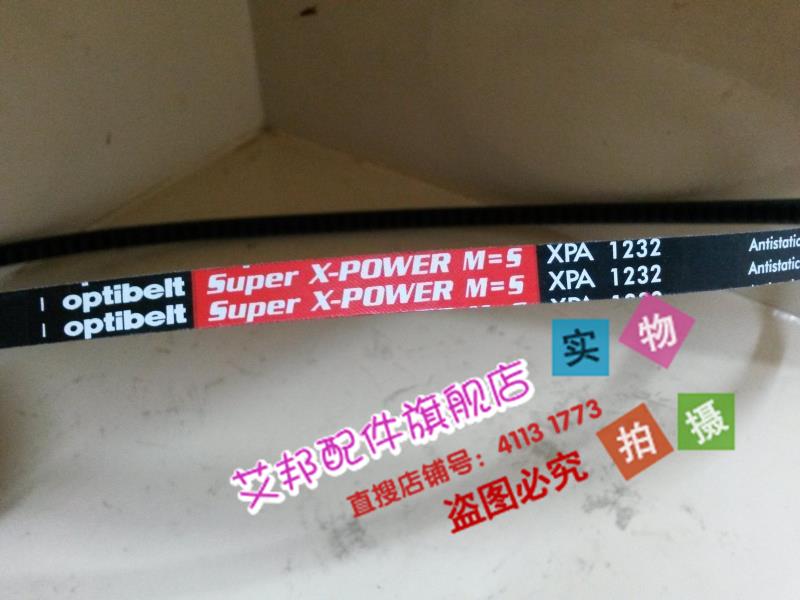 optibelt Super X-POWER M=S XPA 1232 Antistatic
optibelt Super X-POWER M=S XPA 1232 Antistatic
实物
拍摄
艾邦配件旗舰店
直搜店铺号：4113 1773
盗图必究